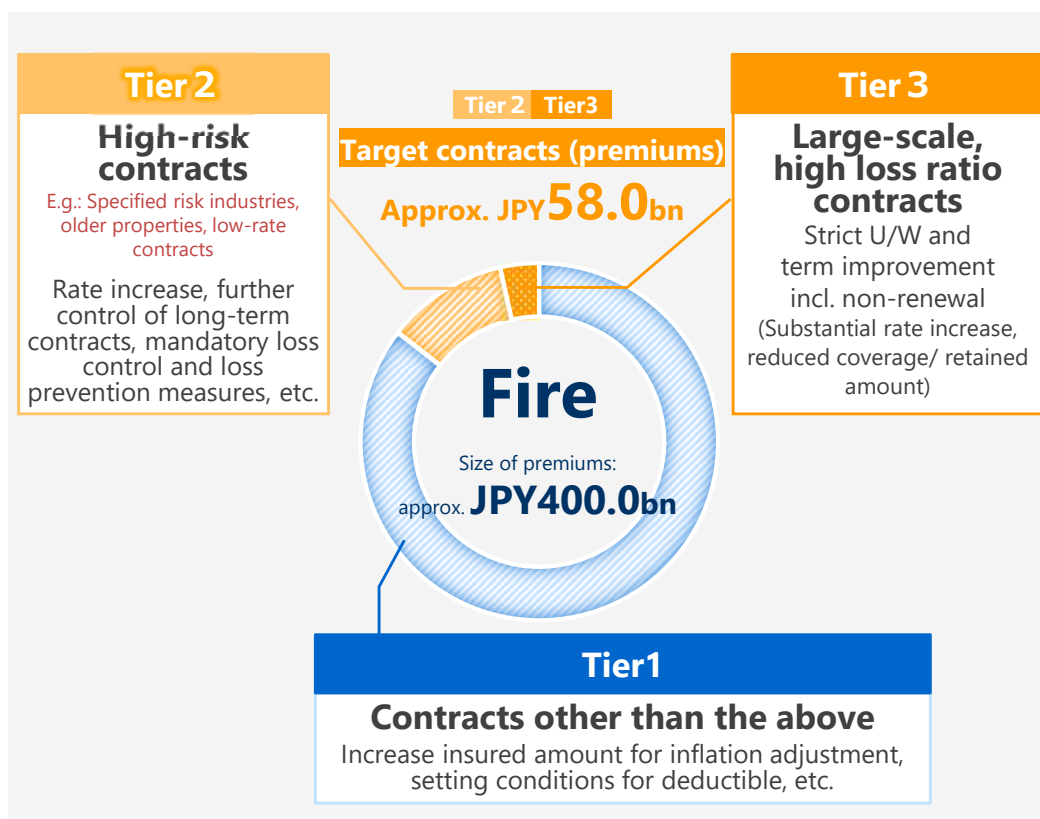 Tier 2
High-risk
contracts
E.g.: Specified risk industries,
older properties, low-rate
contracts
Rate increase, further
control of long-term
contracts, mandatory loss
control and loss
prevention measures, etc.
Tier 2 Tier3
Target contracts (premiums)
Approx. JPY58.0bn
Tier 3
Large-scale,
high loss ratio
contracts
Strict U/W and
term improvement
incl. non-renewal
(Substantial rate increase,
reduced coverage/ retained
amount)
Fire
Size of premiums:
approx. JPY400.0bn
Tier1
Contracts other than the above
Increase insured amount for inflation adjustment,
setting conditions for deductible, etc.